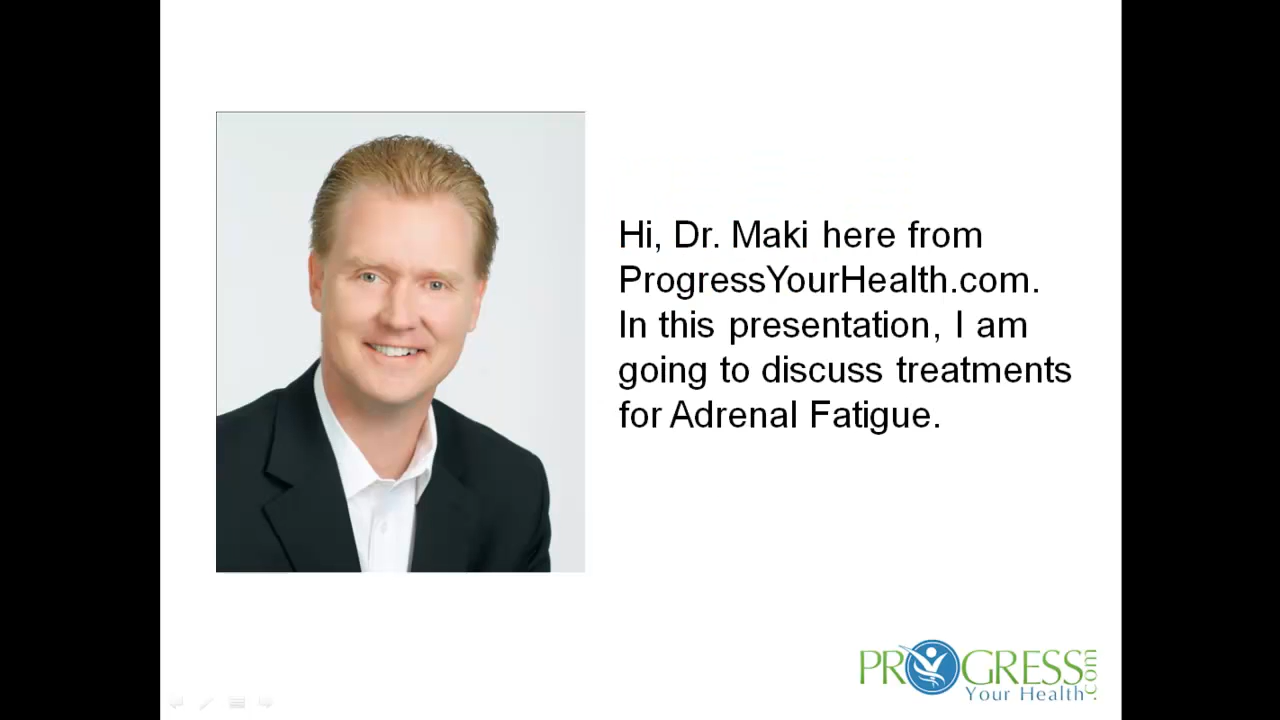 Hi, Dr. Maki here from
ProgressYourHealth.com.
In this presentation, I am
going to discuss treatments
for Adrenal Fatigue.
PROGRESS.com
Your Health